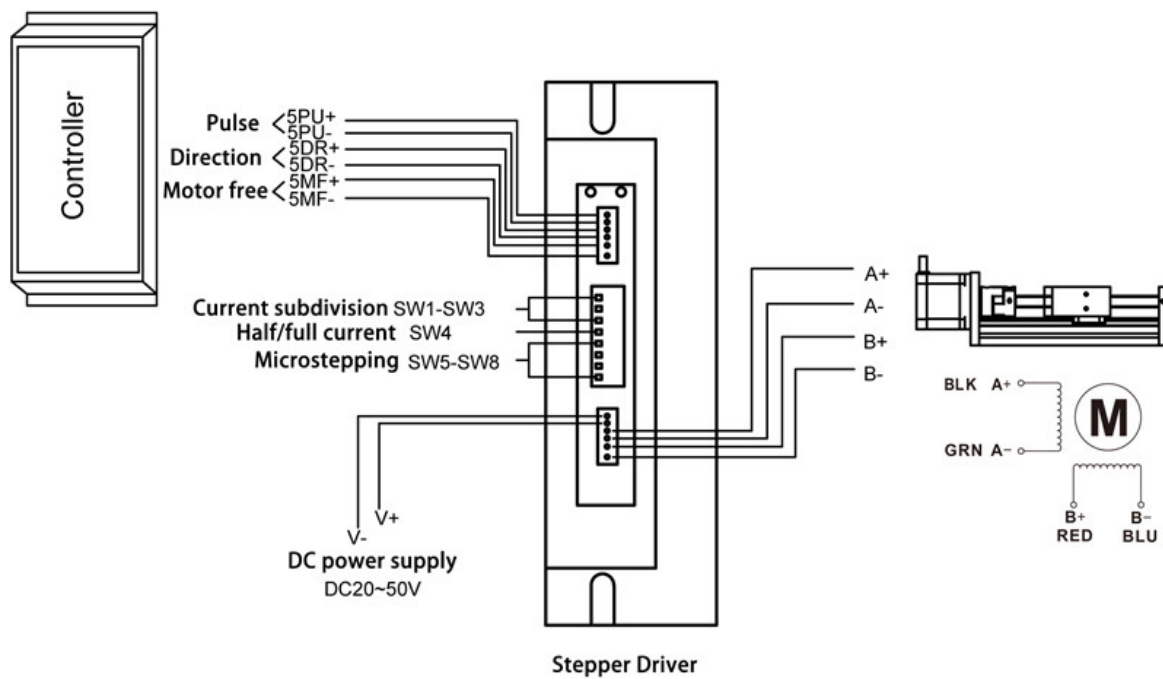 Controller
Pulse
5PU+
5PU-
Direction
5DR+
5DR-
Motor free
5MF+
5MF-
Current subdivision SW1-SW3
Half/full current SW4
Microstepping SW5-SW8
V+
V-
DC power supply
DC20~50V
Stepper Driver
A+
A-
B+
B-
BLK A+
GRN A-
M
B+ B-
RED BLU